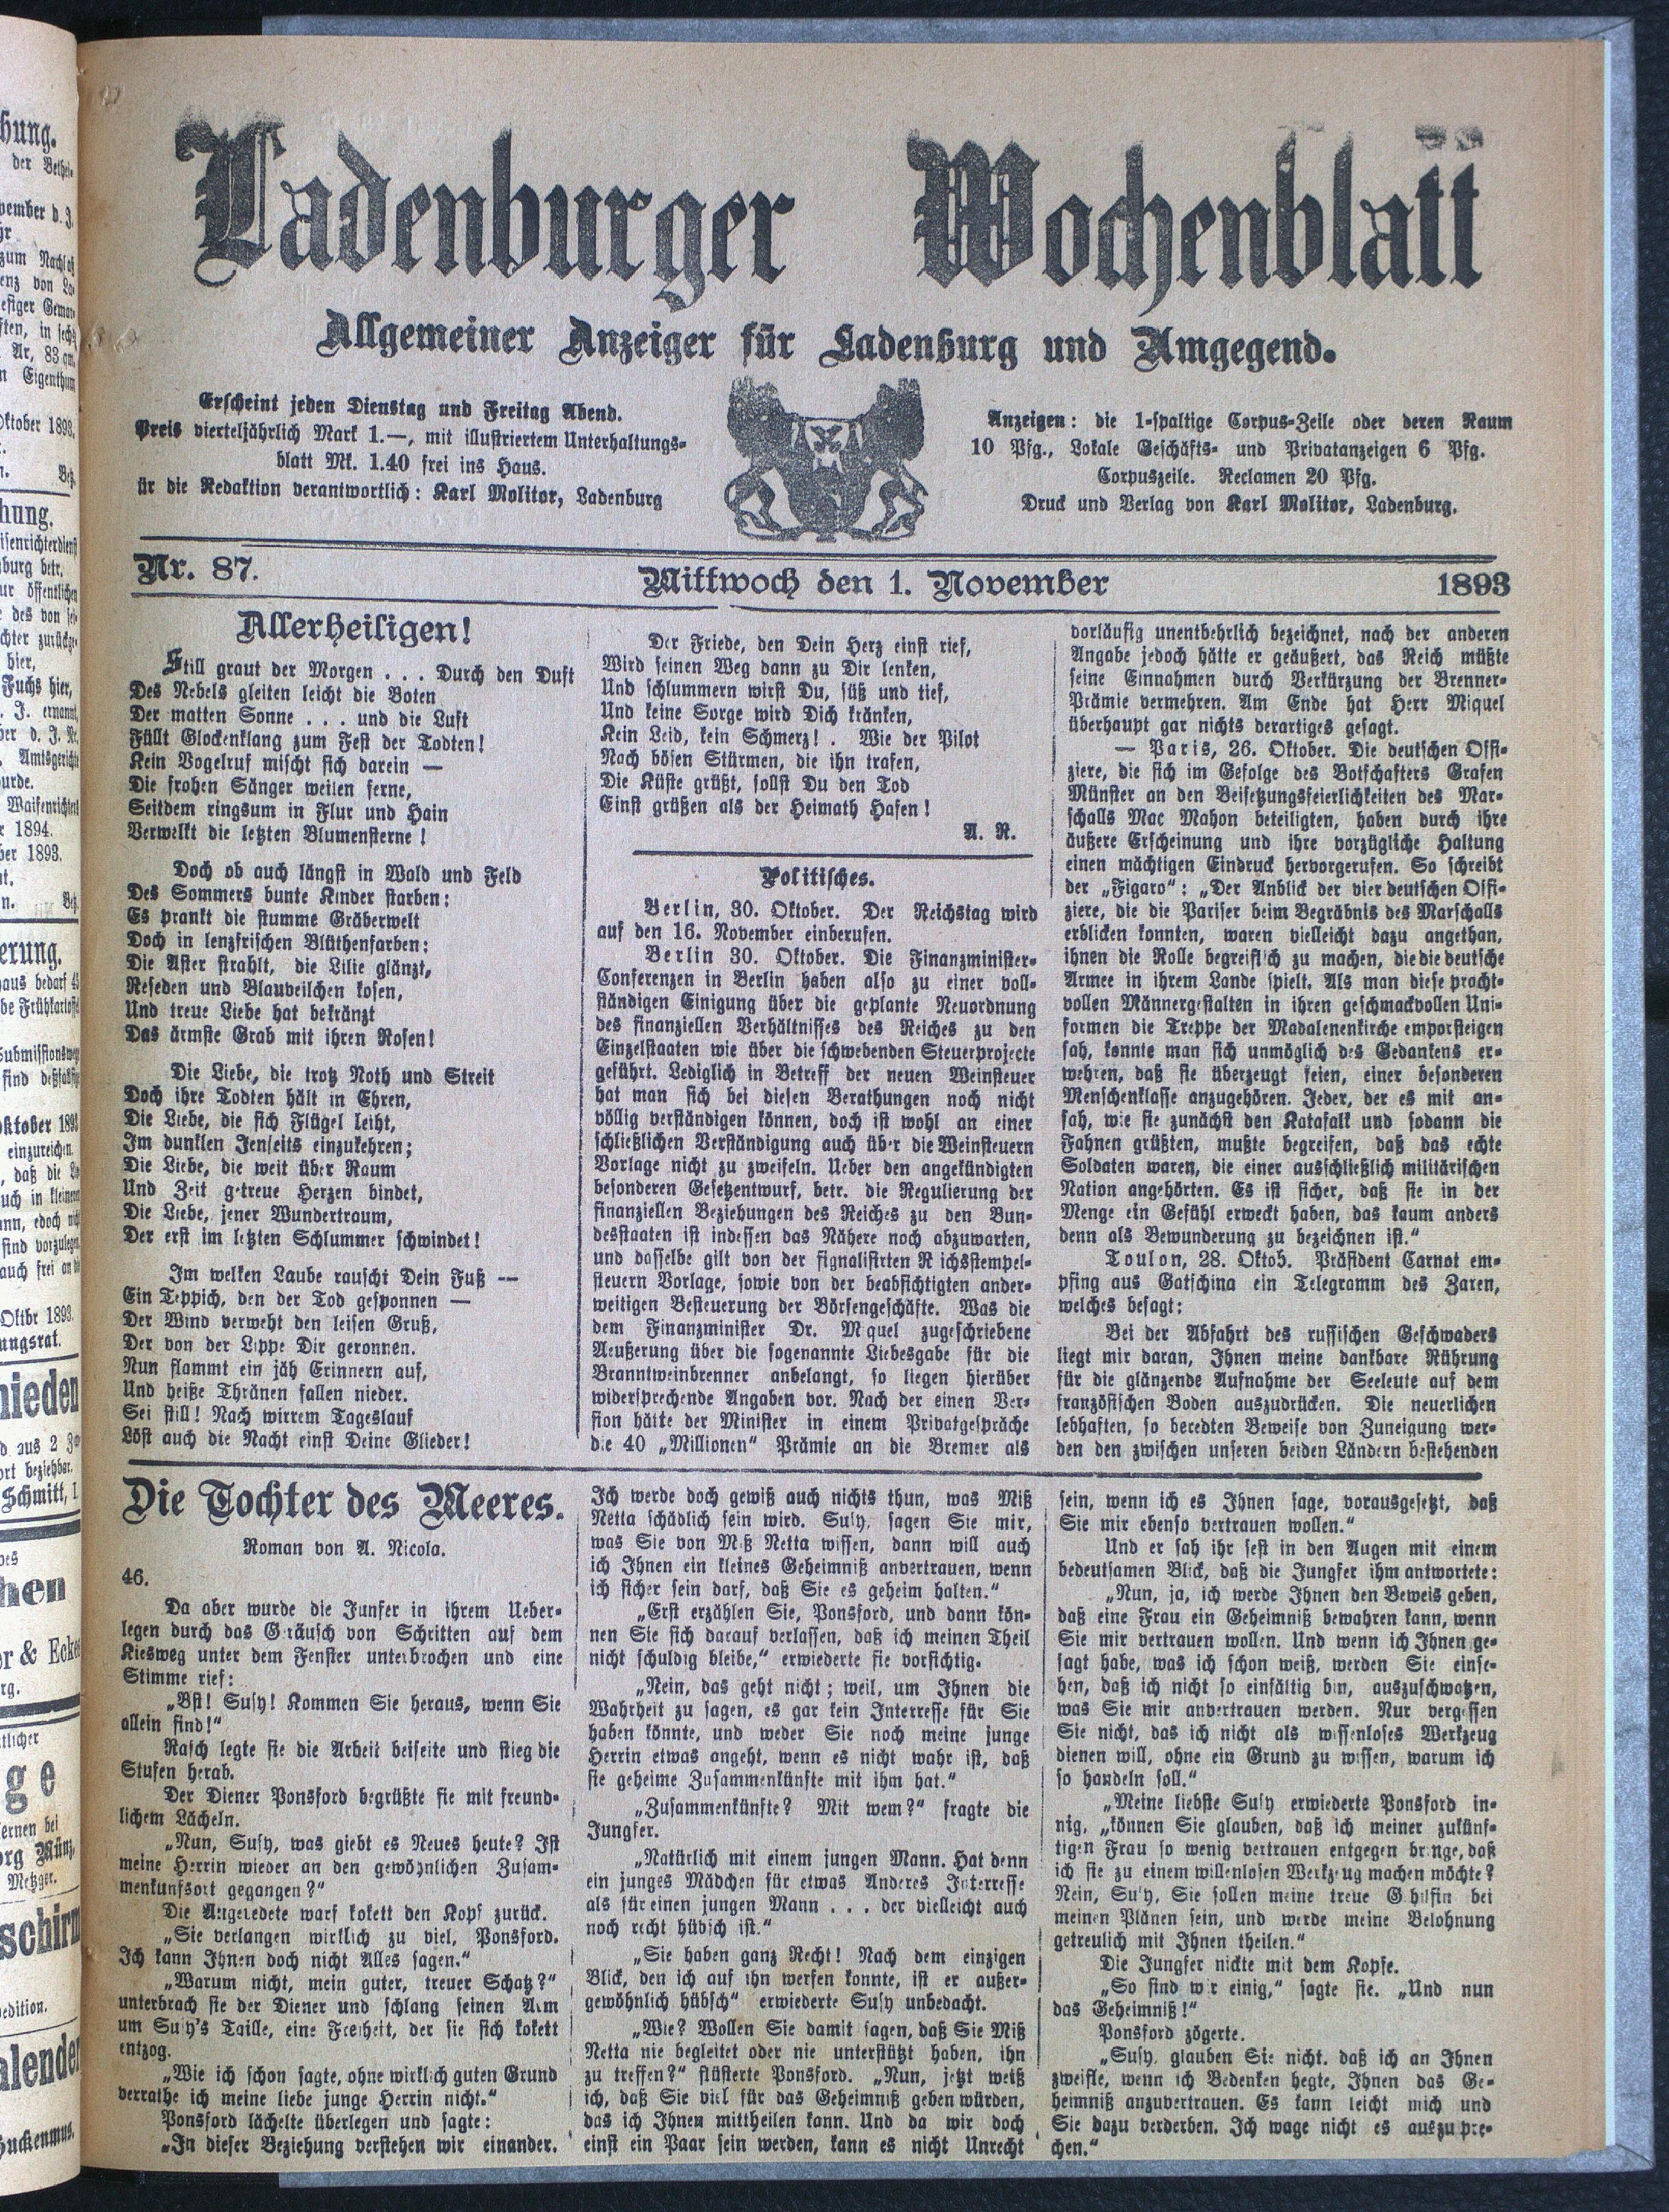 Ladenburger Wochenblatt
Allgemeiner Anzeiger für Ladenburg und Umgegend.
Erscheint jeden Dienstag und Freitag Abend.
Preis vierteljährlich Mark 1.—, mit illustriertem Unterhaltungs-
blatt Mk. 1.40 frei ins Haus.
ür die Redaktion verantwortlich: Karl Molitor, Ladenburg
Anzeigen: die 1-spaltige Corpus-Zeile oder deren Raum
10 Pfg., Lokale Geschäfts- und Privatanzeigen 6 Pfg.
Corpuszeile. Reclamen 20 Pfg.
Druck und Verlag von Karl Molitor, Ladenburg.
Nr. 87.
Mittwoch den 1. November
1893
Allerheiligen!
Still graut der Morgen . . . Durch den Duft
Des Nebels gleiten leicht die Boten
Der matten Sonne . . . und die Luft
Füllt Glockenklang zum Fest der Todten!
Kein Vogelruf mischt sich darein —
Die frohen Sänger weilen ferne,
Seitdem ringsum in Flur und Hain
Verwelkt die letzten Blumensterne!
Doch ob auch längst in Wald und Feld
Des Sommers bunte Kinder starben:
Es prankt die stumme Gräberwelt
Doch in lenzfrischen Blüthenfarben:
Die Aster strahlt, die Lilie glänzt,
Reseden und Blauveilchen kosen,
Und treue Liebe hat bekränzt
Das ärmste Grab mit ihren Rosen!
Die Liebe, die trotz Noth und Streit
Doch ihre Todten hält in Ehren,
Die Liebe, die sich Flügel leiht,
Im dunklen Jenseits einzukehren;
Die Liebe, die weit über Raum
Und Zeit getreue Herzen bindet,
Die Liebe, jener Wundertraum,
Der erst im letzten Schlummer schwindet!
Im welken Laube rauscht Dein Fuß —
Ein Teppich, den der Tod gesponnen —
Der Wind verweht den leisen Gruß,
Der von der Lippe Dir geronnen.
Nun flammt ein jäh Erinnern auf,
Und heiße Thränen fallen nieder.
Sei still! Nach wirrem Tageslauf
Löst auch die Nacht einst Deine Glieder!
Der Friede, den Dein Herz einst rief,
Wird seinen Weg dann zu Dir lenken,
Und schlummern wirst Du, süß und tief,
Und keine Sorge wird Dich kränken,
Kein Leid, kein Schmerz! . Wie der Pilot
Nach bösen Stürmen, die ihn trafen,
Die Küste grüßt, sollst Du den Tod
Einst grüßen als der Heimath Hafen!
A. R.
Politisches.
Berlin, 30. Oktober. Der Reichstag wird
auf den 16. November einberufen.
Berlin 30. Oktober. Die Finanzminister-
Conferenzen in Berlin haben also zu einer voll-
ständigen Einigung über die geplante Neuordnung
des finanziellen Verhältnisses des Reiches zu den
Einzelstaaten wie über die schwebenden Steuerprojecte
geführt. Lediglich in Betreff der neuen Weinsteuer
hat man sich bei diesen Berathungen noch nicht
völlig verständigen können, doch ist wohl an einer
schließlichen Verständigung auch über die Weinsteuern
Vorlage nicht zu zweifeln. Ueber den angekündigten
besonderen Gesetzentwurf, betr. die Regulierung der
finanziellen Beziehungen des Reiches zu den Bun-
desstaaten ist indessen das Nähere noch abzuwarten,
und dasselbe gilt von der signalisirten R ichsstempel-
steuern Vorlage, sowie von der beabsichtigten ander-
weitigen Besteuerung der Börsengeschäfte. Was die
dem Finanzminister Dr. M quel zugeschriebene
Aeußerung über die sogenannte Liebesgabe für die
Branntweinbrenner anbelangt, so liegen hierüber
widersprechende Angaben vor. Nach der einen Ver-
sion hätte der Minister in einem Privatgespräche
die 40 „Millionen“ Prämie an die Bremer als
vorläufig unentbehrlich bezeichnet, nach der anderen
Angabe jedoch hätte er geäußert, das Reich müßte
seine Einnahmen durch Verkürzung der Brenner-
Prämie vermehren. Am Ende hat Herr Miquel
überhaupt gar nichts derartiges gesagt.
— Paris, 26. Oktober. Die deutschen Offi-
ziere, die sich im Gefolge des Botschafters Grafen
Münster an den Beisetzungsfeierlichkeiten des Mar-
schalls Mac Mahon beteiligten, haben durch ihre
äußere Erscheinung und ihre vorzügliche Haltung
einen mächtigen Eindruck hervorgerufen. So schreibt
der „Figaro“: „Der Anblick der vier deutschen Offi-
ziere, die die Pariser beim Begräbnis des Marschalls
erblicken konnten, waren vielleicht dazu angethan,
ihnen die Rolle begreiflich zu machen, die die deutsche
Armee in ihrem Lande spielt. Als man diese pracht-
vollen Männergestalten in ihren geschmackvollen Uni-
formen die Treppe der Madalenenkirche emporsteigen
sah, konnte man sich unmöglich des Gedankens er-
wehren, daß sie überzeugt seien, einer besonderen
Menschenklasse anzugehören. Jeder, der es mit an-
sah, wie sie zunächst den Katafalk und sodann die
Fahnen grüßten, mußte begreifen, daß das echte
Soldaten waren, die einer ausschließlich militärischen
Nation angehörten. Es ist sicher, daß sie in der
Menge ein Gefühl erweckt haben, das kaum anders
denn als Bewunderung zu bezeichnen ist.“
Toulon, 28. Oktob. Präsident Carnot em-
pfing aus Gatschina ein Telegramm des Zaren,
welches besagt:
Bei der Abfahrt des russischen Geschwaders
liegt mir daran, Ihnen meine dankbare Rührung
für die glänzende Aufnahme der Seeleute auf dem
französischen Boden auszudrücken. Die neuerlichen
lebhaften, so beredten Beweise von Zuneigung wer-
den den zwischen unseren beiden Ländern bestehenden
Die Tochter des Meeres.
Roman von A. Nicola.
46.
Da aber wurde die Junfer in ihrem Ueber-
legen durch das Geräusch von Schritten auf dem
Kiesweg unter dem Fenster unterbrochen und eine
Stimme rief:
„Bst! Susy! Kommen Sie heraus, wenn Sie
allein sind!“
Rasch legte sie die Arbeit beiseite und stieg die
Stufen herab.
Der Diener Ponsford begrüßte sie mit freund-
lichem Lächeln.
„Nun, Susy, was giebt es Neues heute? Ist
meine Herrin wieder an den gewöhnlichen Zusam-
menkunfsort gegangen?“
Die Angeredete warf kokett den Kopf zurück.
„Sie verlangen wirklich zu viel, Ponsford.
Ich kann Ihnen doch nicht Alles sagen.“
„Warum nicht, mein guter, treuer Schatz?“
unterbrach sie der Diener und schlang seinen Arm
um Susy's Taille, eine Freiheit, der sie sich kokett
entzog.
„Wie ich schon sagte, ohne wirklich guten Grund
verrathe ich meine liebe junge Herrin nicht.“
Ponsford lächelte überlegen und sagte:
„In dieser Beziehung verstehen wir einander.
Ich werde doch gewiß auch nichts thun, was Miß
Netta schädlich sein wird. Susy, sagen Sie mir,
was Sie von Miß Netta wissen, dann will auch
ich Ihnen ein kleines Geheimniß anvertrauen, wenn
ich sicher sein darf, daß Sie es geheim halten.“
„Erst erzählen Sie, Ponsford, und dann kön-
nen Sie sich darauf verlassen, daß ich meinen Theil
nicht schuldig bleibe,“ erwiederte sie vorsichtig.
„Nein, das geht nicht; weil, um Ihnen die
Wahrheit zu sagen, es gar kein Interresse für Sie
haben könnte, und weder Sie noch meine junge
Herrin etwas angeht, wenn es nicht wahr ist, daß
sie geheime Zusammenkünfte mit ihm hat.“
„Zusammenkünfte? Mit wem?“ fragte die
Jungfer.
„Natürlich mit einem jungen Mann. Hat denn
ein junges Mädchen für etwas Anderes Interresse
als für einen jungen Mann . . . der vielleicht auch
noch recht hübsch ist.“
„Sie haben ganz Recht! Nach dem einzigen
Blick, den ich auf ihn werfen konnte, ist er außer-
gewöhnlich hübsch“ erwiederte Susy unbedacht.
„Wie? Wollen Sie damit sagen, daß Sie Miß
Netta nie begleitet oder nie unterstützt haben, ihn
zu treffen?“ flüsterte Ponsford. „Nun, jetzt weiß
ich, daß Sie viel für das Geheimniß geben würden,
das ich Ihnen mittheilen kann. Und da wir doch
einst ein Paar sein werden, kann es nicht Unrecht
sein, wenn ich es Ihnen sage, vorausgesetzt, daß
Sie mir ebenso vertrauen wollen.“
Und er sah ihr fest in den Augen mit einem
bedeutsamen Blick, daß die Jungfer ihm antwortete:
„Nun, ja, ich werde Ihnen den Beweis geben,
daß eine Frau ein Geheimniß bewahren kann, wenn
Sie mir vertrauen wollen. Und wenn ich Ihnen ge-
sagt habe, was ich schon weiß, werden Sie einse-
hen, daß ich nicht so einfältig bin, auszuschwatzen,
was Sie mir anvertrauen werden. Nur vergessen
Sie nicht, das ich nicht als wissenloses Werkzeug
dienen will, ohne ein Grund zu wissen, warum ich
so handeln soll.“
„Meine liebste Susy erwiederte Ponsford in-
nig, „können Sie glauben, daß ich meiner zukünf-
tigen Frau so wenig vertrauen entgegen bringe, daß
ich sie zu einem willenlosen Werkzeug machen möchte?
Nein, Susy, Sie sollen meine treue G hilfin bei
meinen Plänen sein, und werde meine Belohnung
getreulich mit Ihnen theilen.“
Die Jungfer nickte mit dem Kopfe.
„So sind wir einig,“ sagte sie. „Und nun
das Geheimniß!“
Ponsford zögerte.
„Susy, glauben Sie nicht, daß ich an Ihnen
zweifle, wenn ich Bedenken hegte, Ihnen das Ge-
heimniß anzuvertrauen. Es kann leicht mich und
Sie dazu verderben. Ich wage nicht es auszupre-
chen.“